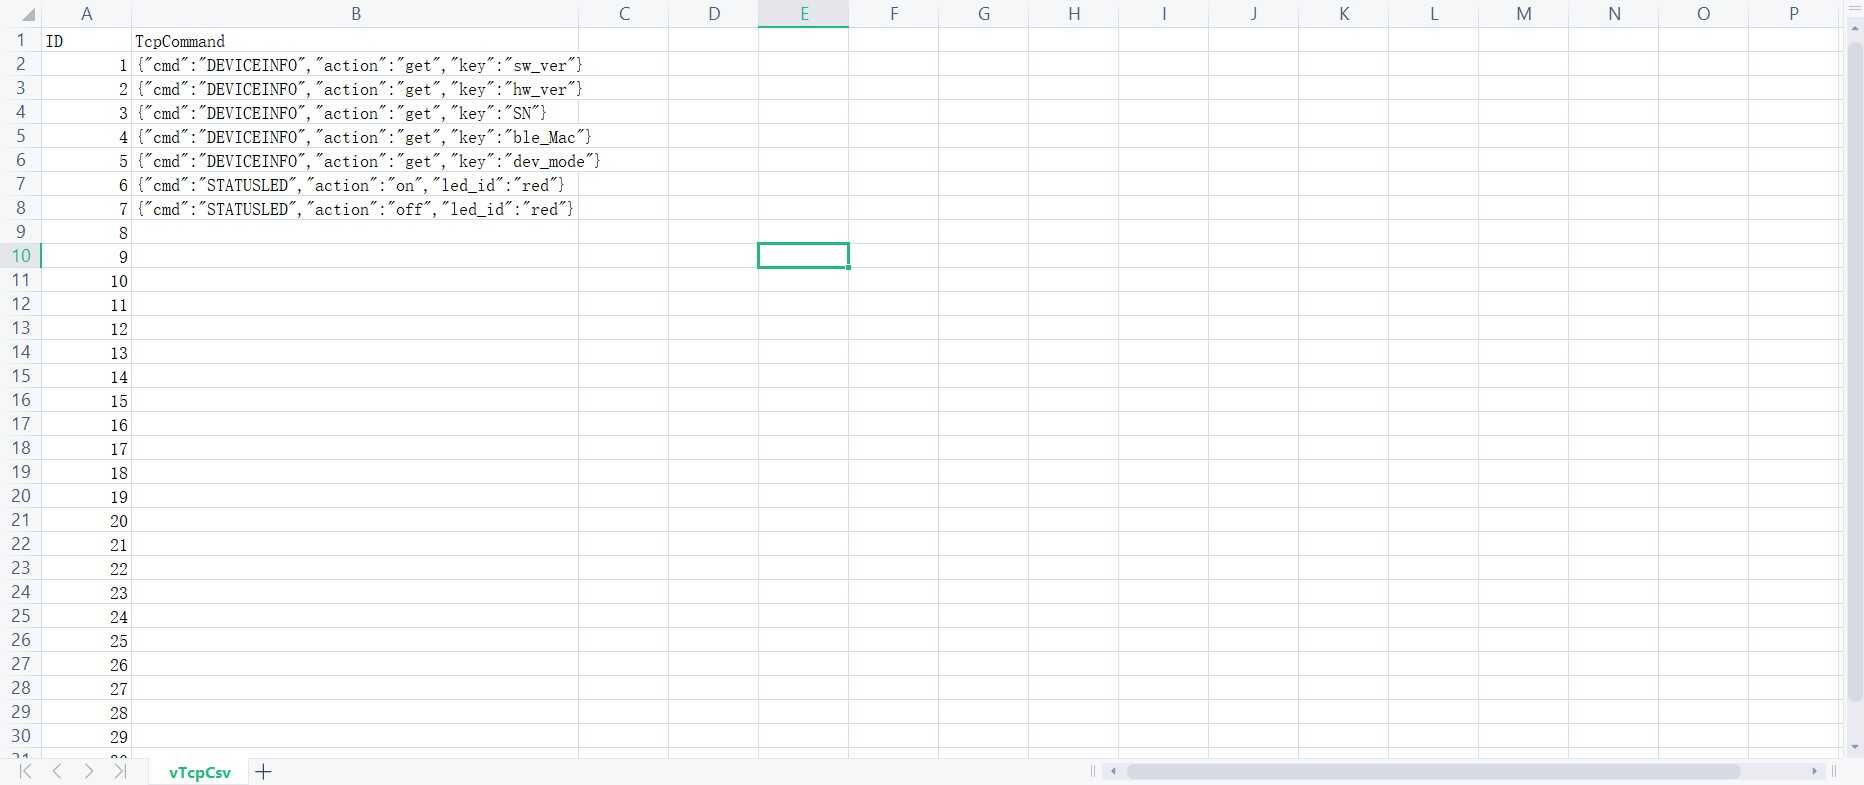 A B C D E F G H I J K L M N O P
1 ID TcpCommand
2 1 {"cmd":"DEVICEINFO","action":"get","key":"sw_ver"}
3 2 {"cmd":"DEVICEINFO","action":"get","key":"hw_ver"}
4 3 {"cmd":"DEVICEINFO","action":"get","key":"SN"}
5 4 {"cmd":"DEVICEINFO","action":"get","key":"ble_Mac"}
6 5 {"cmd":"DEVICEINFO","action":"get","key":"dev_mode"}
7 6 {"cmd":"STATUSLED","action":"on","led_id":"red"}
8 7 {"cmd":"STATUSLED","action":"off","led_id":"red"}
9 8
10 9
11 10
12 11
13 12
14 13
15 14
16 15
17 16
18 17
19 18
20 19
21 20
22 21
23 22
24 23
25 24
26 25
27 26
28 27
29 28
30 29
vTcpCsv